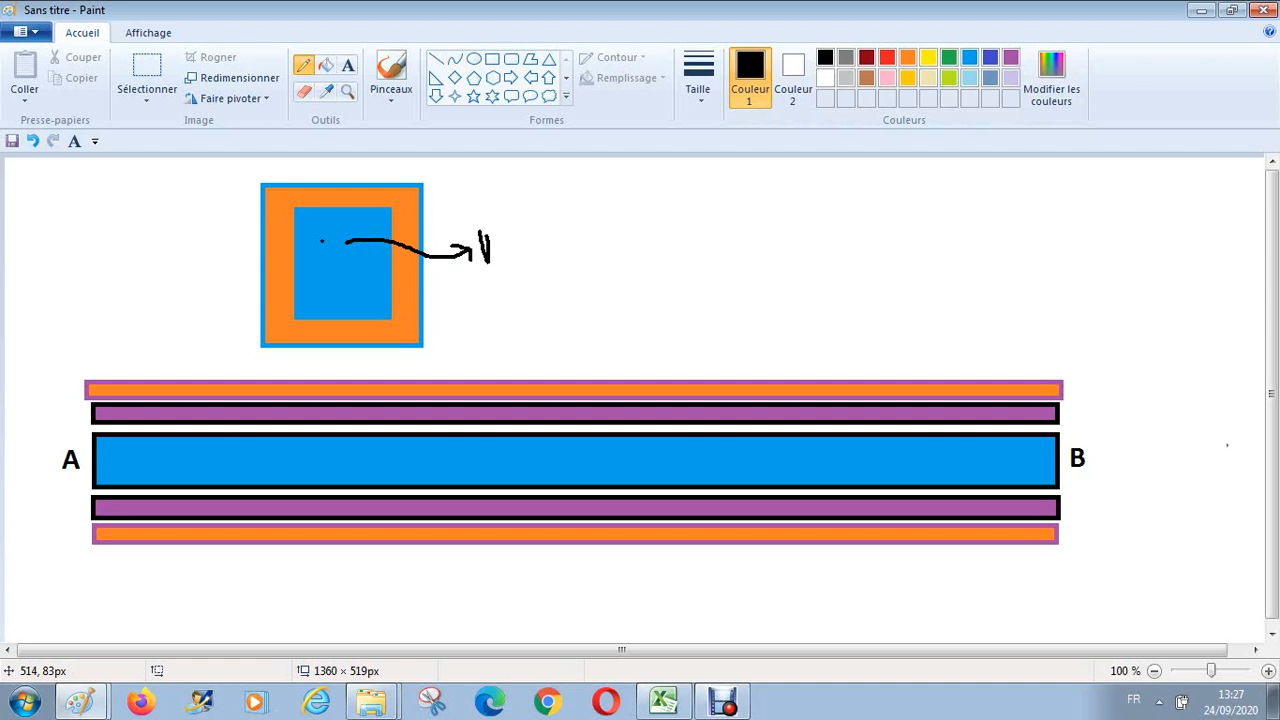 Sans titre - Paint
Accueil Affichage
Coller
Couper
Copier
Presse-papiers
Sélectionner
Rogner
Redimensionner
Faire pivoter
Image
A
Outils
Pinceaux
Formes
Contour
Remplissage
Taille
Couleur 1
Couleur 2
Modifier les couleurs
Couleurs
A
A
B
514, 83px
1360 × 519px
100 %
FR
13:27
24/09/2020